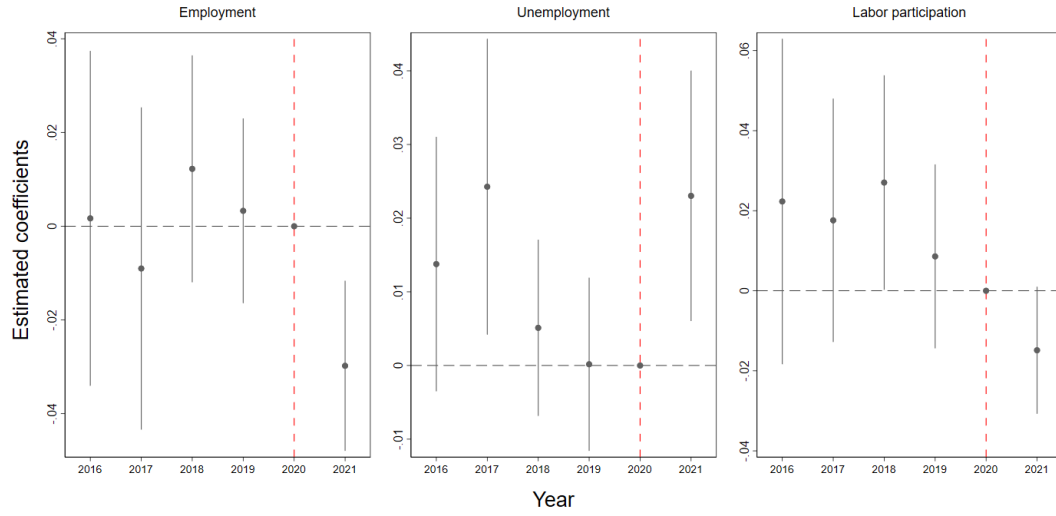 Employment
Unemployment
Labor participation
Estimated coefficients
.04
.02
0
-.02
-.04
2016 2017 2018 2019 2020 2021
.04
.03
.02
.01
0
-.01
2016 2017 2018 2019 2020 2021
.06
.04
.02
0
-.02
-.04
2016 2017 2018 2019 2020 2021
Year